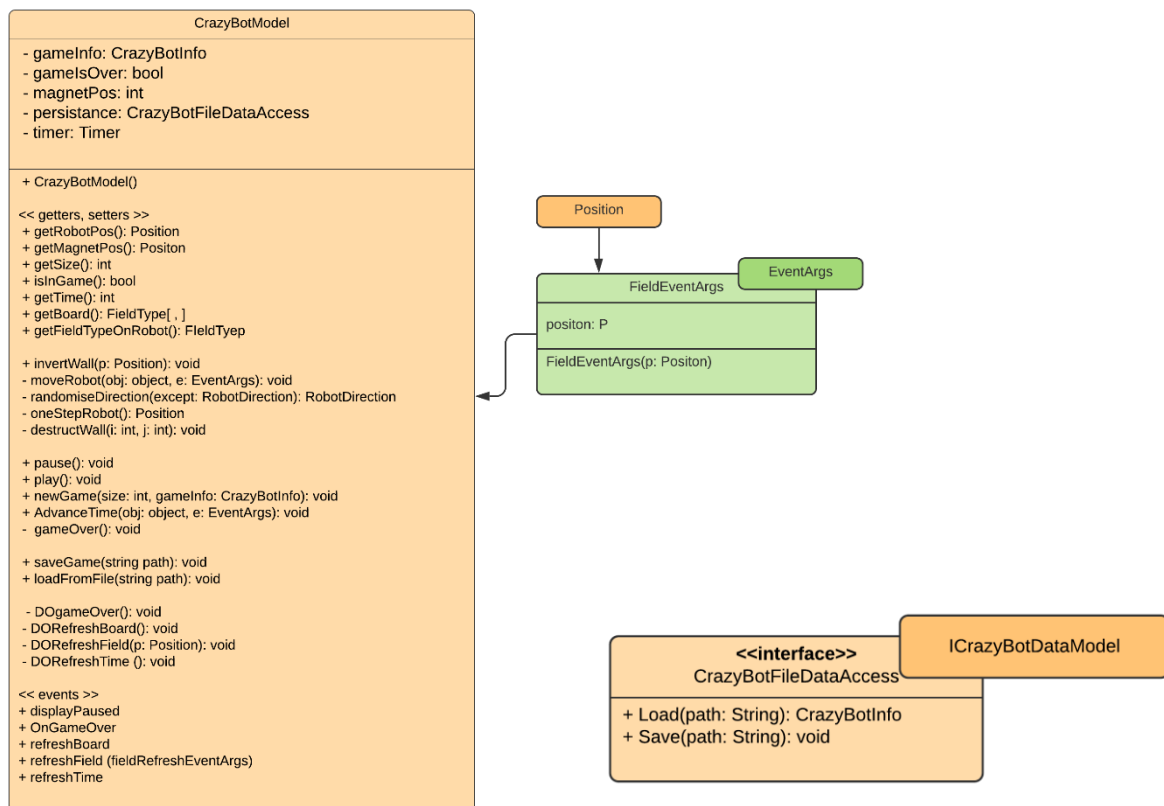 CrazyBotModel
- gameInfo: CrazyBotInfo
- gameIsOver: bool
- magnetPos: int
- persistance: CrazyBotFileDataAccess
- timer: Timer
+ CrazyBotModel()
<< getters, setters >>
+ getRobotPos(): Position
+ getMagnetPos(): Positon
+ getSize(): int
+ isInGame(): bool
+ getTime(): int
+ getBoard(): FieldType[ , ]
+ getFieldTypeOnRobot(): FIeldTyep
+ invertWall(p: Position): void
- moveRobot(obj: object, e: EventArgs): void
- randomiseDirection(except: RobotDirection): RobotDirection
- oneStepRobot(): Position
- destructWall(i: int, j: int): void
+ pause(): void
+ play(): void
+ newGame(size: int, gameInfo: CrazyBotInfo): void
+ AdvanceTime(obj: object, e: EventArgs): void
- gameOver(): void
+ saveGame(string path): void
+ loadFromFile(string path): void
- DOgameOver(): void
- DORefreshBoard(): void
- DORefreshField(p: Position): void
- DORefreshTime (): void
<< events >>
+ displayPaused
+ OnGameOver
+ refreshBoard
+ refreshField (fieldRefreshEventArgs)
+ refreshTime
Position
EventArgs
FieldEventArgs
positon: P
FieldEventArgs(p: Positon)
ICrazyBotDataModel
<<interface>>
CrazyBotFileDataAccess
+ Load(path: String): CrazyBotInfo
+ Save(path: String): void